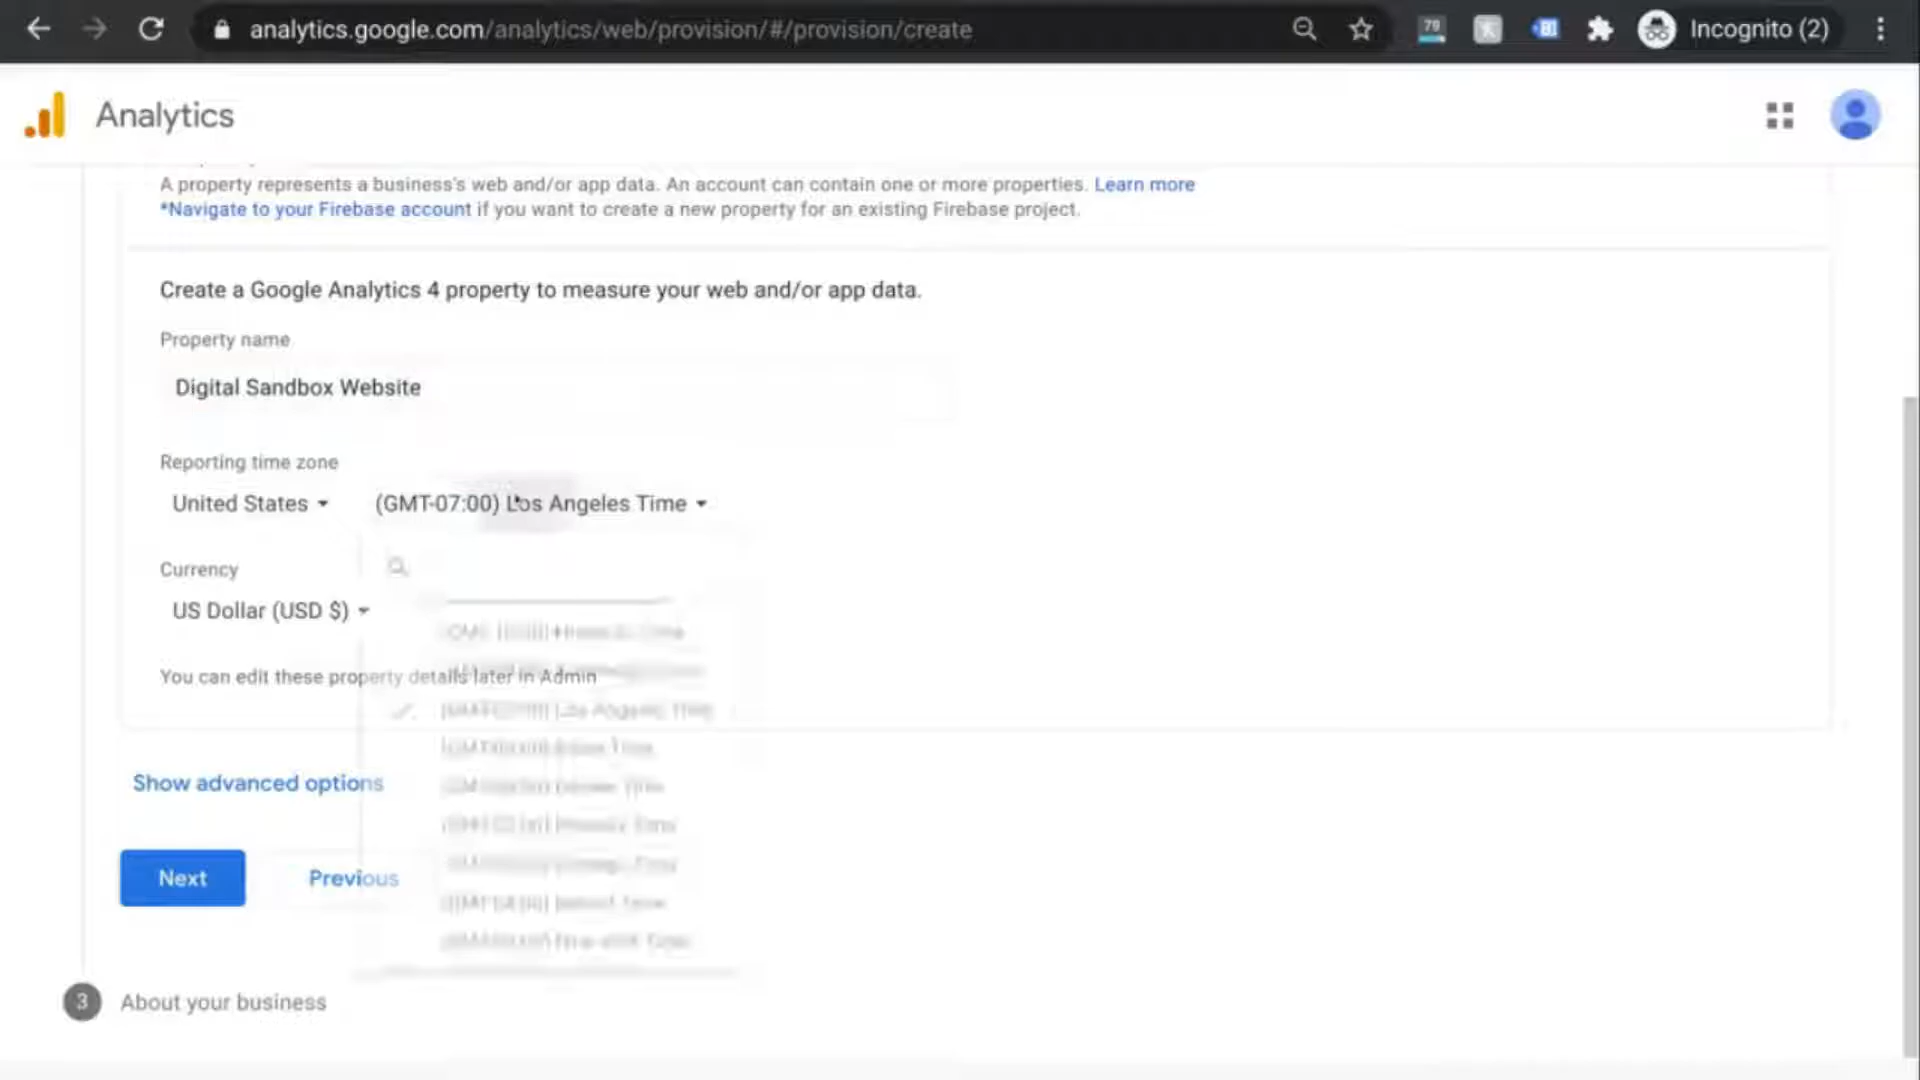 analytics.google.com/analytics/web/provision/#/provision/create
79
Incognito (2)
Analytics
A property represents a business's web and/or app data. An account can contain one or more properties. Learn more
*Navigate to your Firebase account if you want to create a new property for an existing Firebase project.
Create a Google Analytics 4 property to measure your web and/or app data.
Property name
Digital Sandbox Website
Reporting time zone
United States
(GMT-07:00) Los Angeles Time
Currency
US Dollar (USD $)
You can edit these property details later in Admin
Los Angeles Time
Show advanced options
Next
Previous
3
About your business